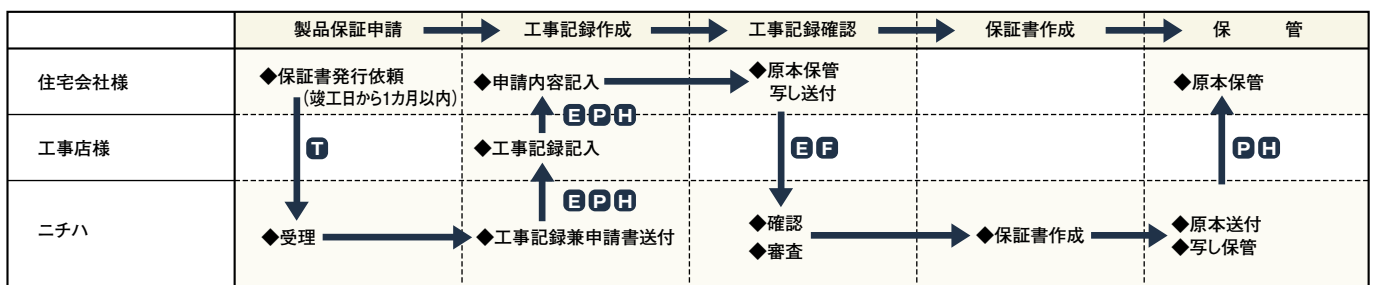 製品保証申請 工事記録作成 工事記録確認 保証書作成 保 管
住宅会社様
◆保証書発行依頼
(竣工日から1カ月以内)
◆申請内容記入
◆原本保管
写し送付
◆原本保管
E P H
工事店様
T
◆工事記録記入
E F
P H
E P H
ニチハ
◆受理
◆工事記録兼申請書送付
◆確認
◆審査
◆保証書作成
◆原本送付
◆写し保管